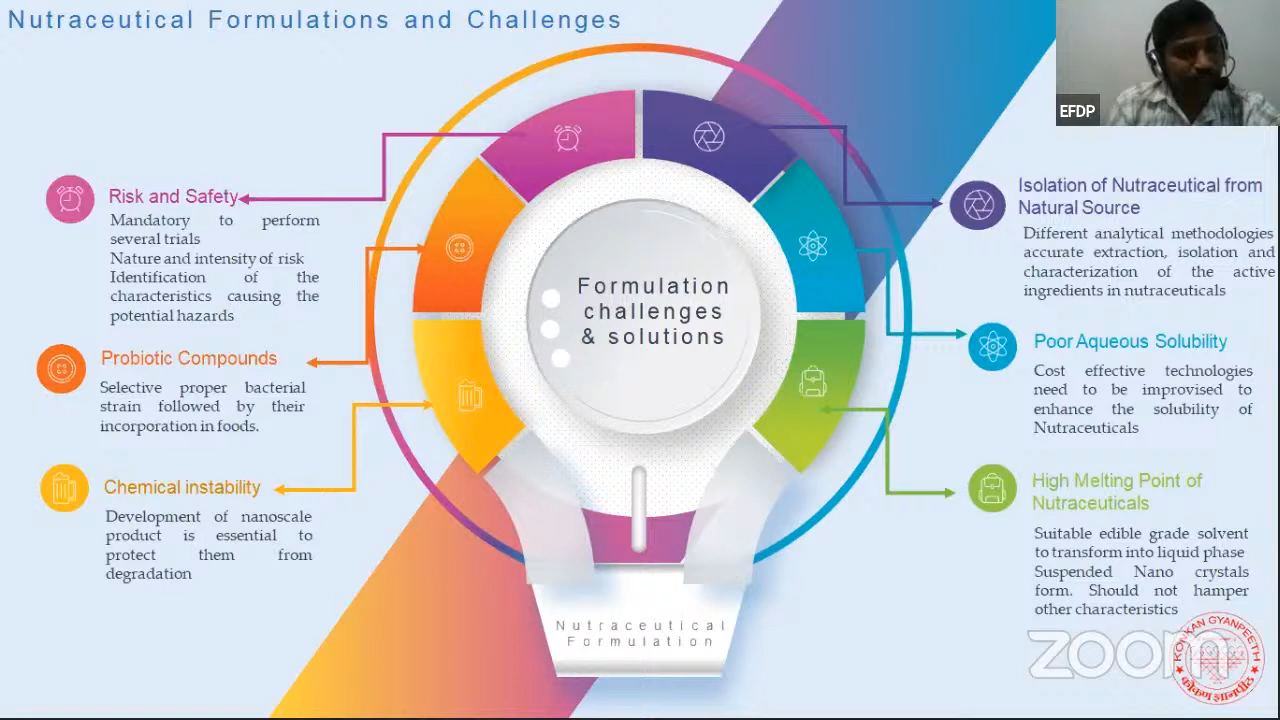 Nutraceutical Formulations and Challenges
EFDP
Risk and Safety
Mandatory to perform
several trials
Nature and intensity of risk
Identification of the
characteristics causing the
potential hazards
Probiotic Compounds
Selective proper bacterial
strain followed by their
incorporation in foods.
Chemical instability
Development of nanoscale
product is essential to
protect them from
degradation
Formulation
challenges
& solutions
Nutraceutical
Formulation
Isolation of Nutraceutical from
Natural Source
Different analytical methodologies
accurate extraction, isolation and
characterization of the active
ingredients in nutraceuticals
Poor Aqueous Solubility
Cost effective technologies
need to be improvised to
enhance the solubility of
Nutraceuticals
High Melting Point of
Nutraceuticals
Suitable edible grade solvent
to transform into liquid phase
Suspended Nano crystals
form. Should not hamper
other characteristics
zoom
KONKAN GYANPEETH
कोंकण ज्ञानपीठ